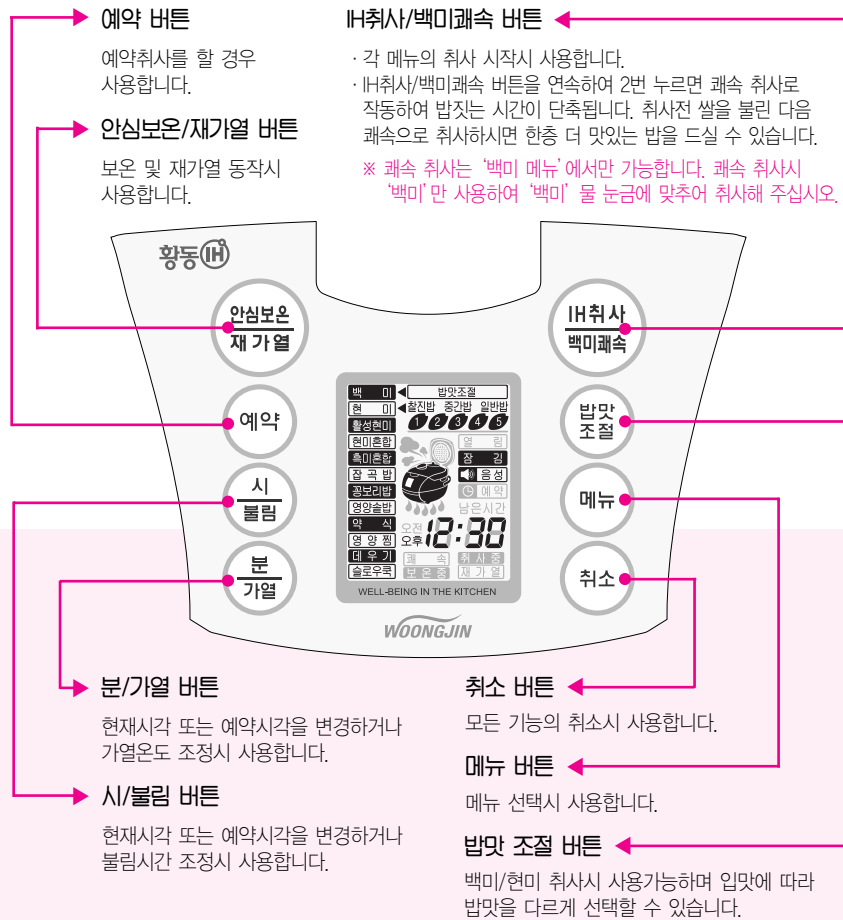 예약 버튼
예약취사를 할 경우
사용합니다.
안심보온/재가열 버튼
보온 및 재가열 동작시
사용합니다.
IH취사/백미쾌속 버튼
· 각 메뉴의 취사 시작시 사용합니다.
· IH취사/백미쾌속 버튼을 연속하여 2번 누르면 쾌속 취사로
작동하여 밥짓는 시간이 단축됩니다. 취사전 쌀을 불린 다음
쾌속으로 취사하시면 한층 더 맛있는 밥을 드실 수 있습니다.
※ 쾌속 취사는 ‘백미 메뉴’에서만 가능합니다. 쾌속 취사시
‘백미’만 사용하여 ‘백미’ 물 눈금에 맞추어 취사해 주십시오.
황동IH
안심보온
재가열
예약
시
불림
분
가열
백 미
현 미
활성현미
현미혼합
흑미혼합
잡곡밥
콩보리밥
영양솥밥
약 식
영양찜
데우기
슬로우쿡
밥맛조절
찰진밥 중간밥 일반밥
1 2 3 4 5
열 림
잠 김
음성
예약
남은시간
오전
오후 12:30
쾌 속 취사중
보온중 재가열
WELL-BEING IN THE KITCHEN
WOONGJIN
IH취사
백미쾌속
밥맛
조절
메뉴
취소
분/가열 버튼
현재시각 또는 예약시각을 변경하거나
가열온도 조정시 사용합니다.
시/불림 버튼
현재시각 또는 예약시각을 변경하거나
불림시간 조정시 사용합니다.
취소 버튼
모든 기능의 취소시 사용합니다.
메뉴 버튼
메뉴 선택시 사용합니다.
밥맛 조절 버튼
백미/현미 취사시 사용가능하며 입맛에 따라
밥맛을 다르게 선택할 수 있습니다.